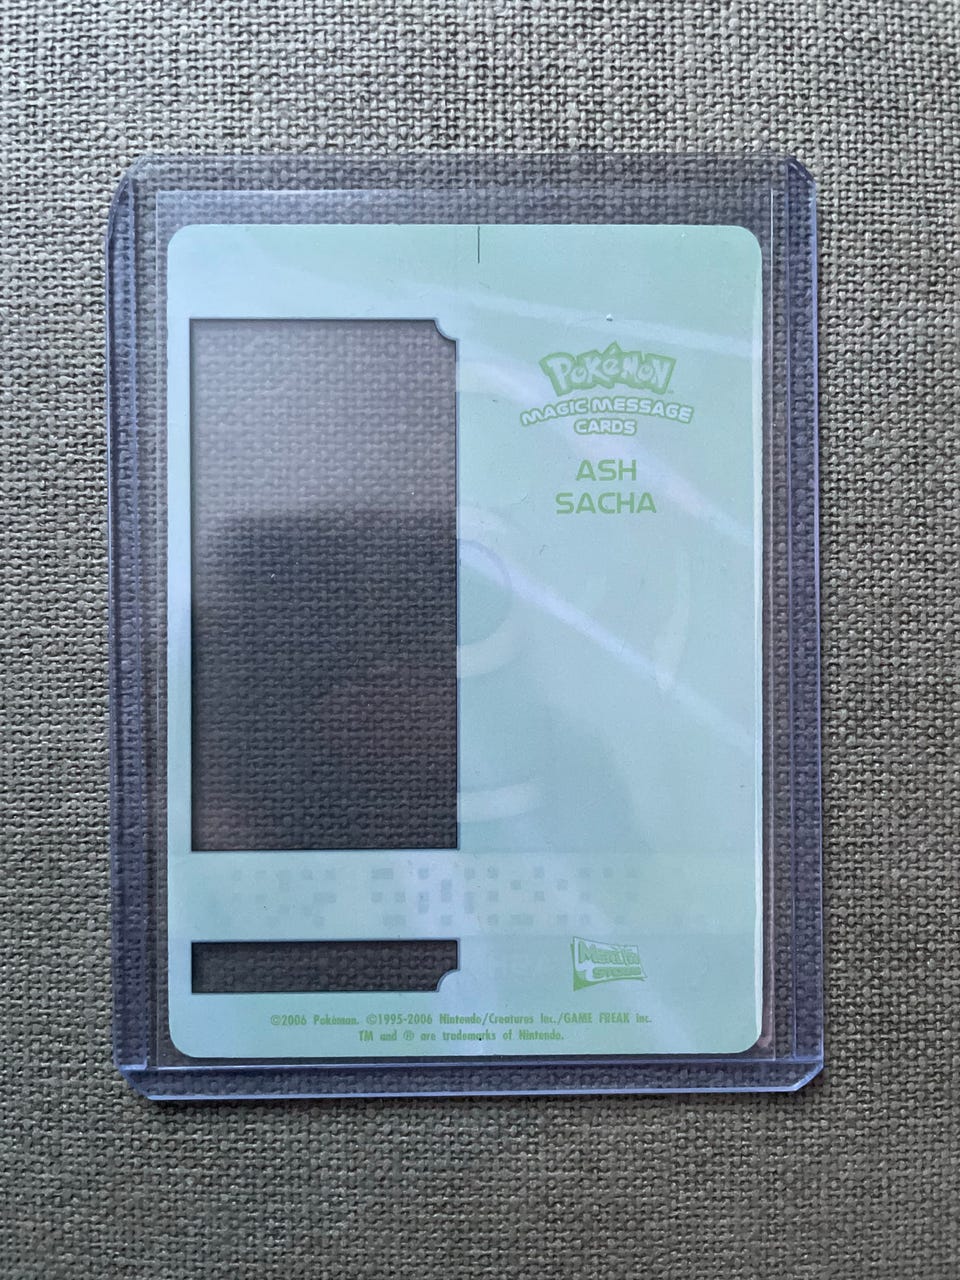 POKéMON
MAGIC MESSAGE
CARDS
ASH
SACHA
MERLIN
©2006 Pokémon. ©1995-2006 Nintendo/Creatures Inc./GAME FREAK inc.
TM and ® are trademarks of Nintendo.